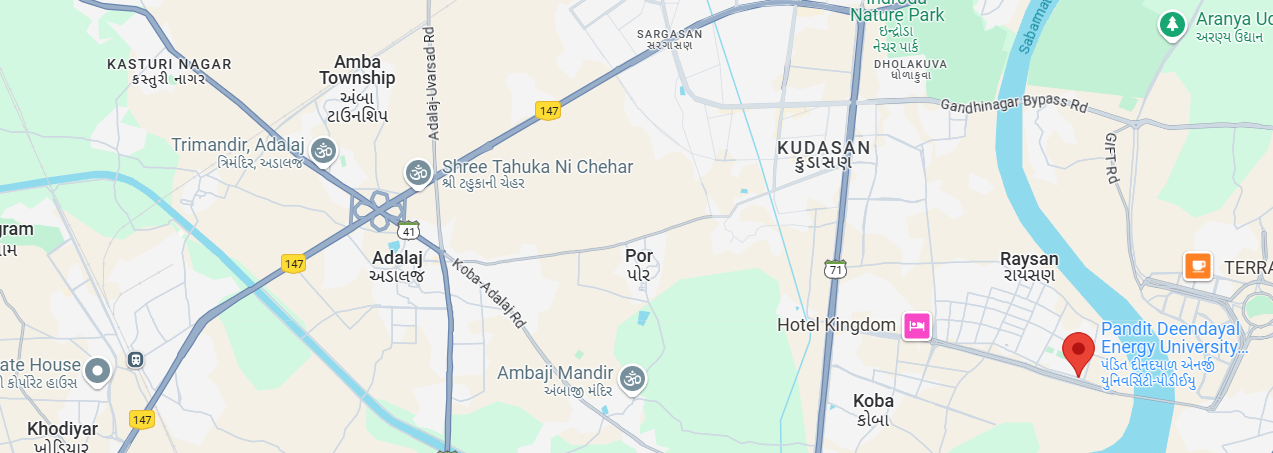 Indroda
Nature Park
ઇન્દ્રોડા
નેચર પાર્ક
SARGASAN
સરગાસણ
Sabarmat
Aranya Ud
અરણ્ય ઉદ્યાન
KASTURI NAGAR
કસ્તુરી નાગર
Amba
Township
અંબા
ટાઉનશિપ
Adalaj-Uvarsad Rd
DHOLAKUVA
ધોળાકુવા
147
Gandhinagar Bypass Rd
Trimandir, Adalaj
ત્રિમંદિર, અડાલજ
Shree Tahuka Ni Chehar
શ્રી ટહુકાની ચેહર
KUDASAN
કુડાસણ
GIFT Rd
gram
ામ
41
Adalaj
અડાલજ
147
Koba-Adalaj Rd
Por
પોર
71
Raysan
રાયસણ
TERRA
Hotel Kingdom
Pandit Deendayal
Energy University...
પંડિત દીનદયાળ એનર્જી
યુનિવર્સિટી-પીડીઈયુ
ate House
ી કોર્પોરેટ હાઉસ
Ambaji Mandir
અંબાજી મંદિર
Koba
કોબા
147
Khodiyar
ખોડિયાર